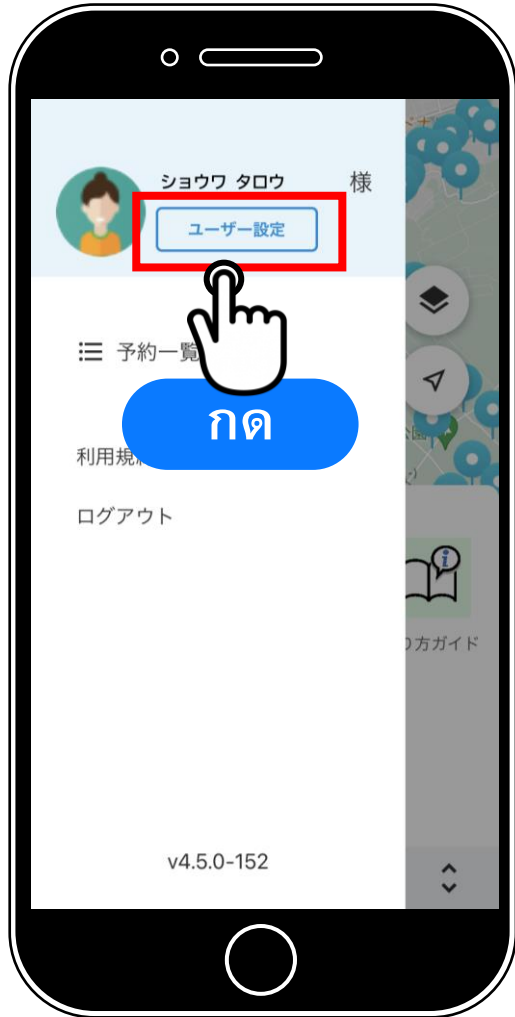 ショウワ タロウ 様
ユーザー設定
予約一覧
กด
利用規
ログアウト
方ガイド
v4.5.0-152